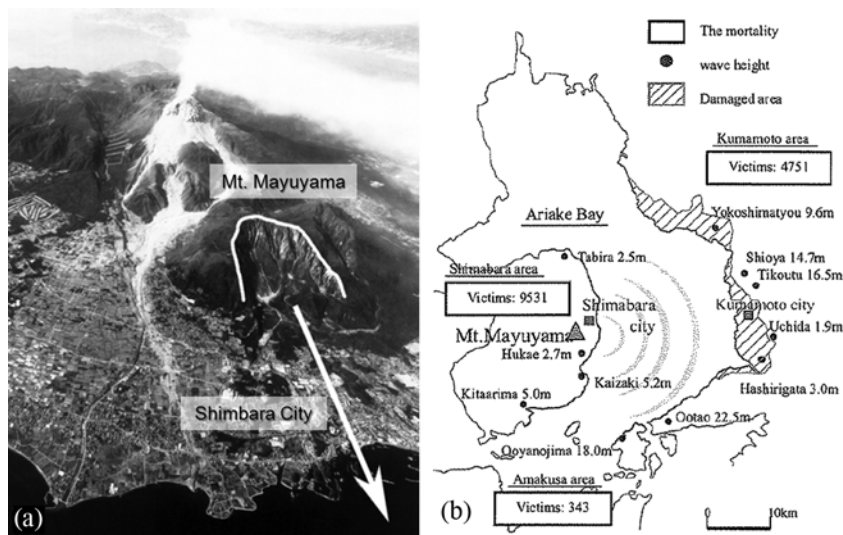 Mt. Mayuyama
Shimbara City
(a)
The mortality
wave height
Damaged area
Kumamoto area
Victims: 4751
Yokoshimatyou 9.6m
Ariake Bay
Tabira 2.5m
Shioya 14.7m
Tikoutu 16.5m
Shimabara area
Victims: 9531
Shimabara
city
Kumamoto city
Mt.Mayuyama
Uchida 1.9m
Hukae 2.7m
Kaizaki 5.2m
Hashirigata 3.0m
Kitaarima 5.0m
Ootao 22.5m
Ooyanojima 18.0m
Amakusa area
Victims: 343
(b)
10km